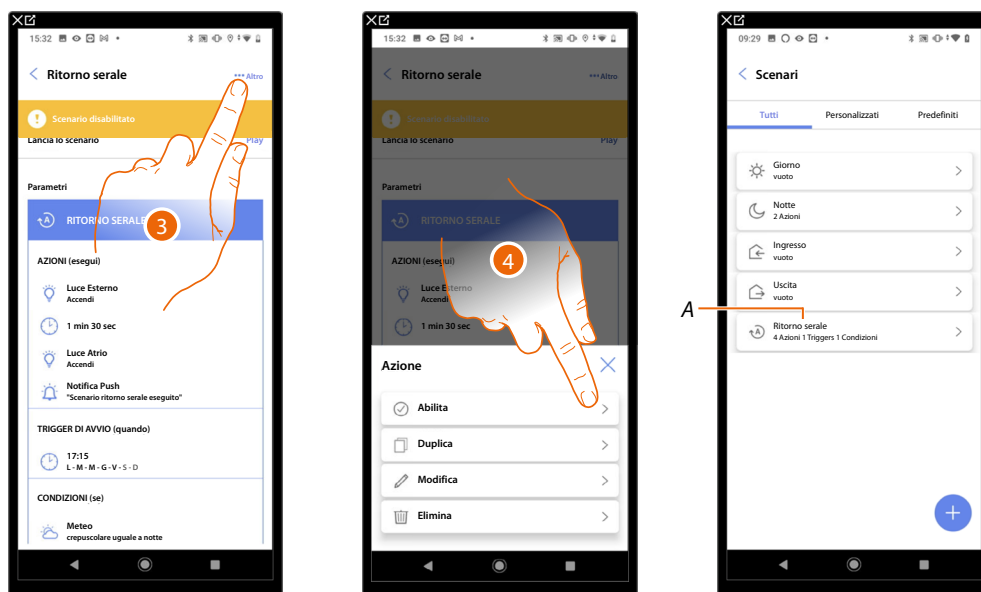 15:32
Ritorno serale
Altro
Scenario disabilitato
Lancia lo scenario
Play
Parametri
RITORNO SERALE
3
AZIONI (esegui)
Luce Esterno
Accendi
1 min 30 sec
Luce Atrio
Accendi
Notifica Push
"Scenario ritorno serale eseguito"
TRIGGER DI AVVIO (quando)
17:15
L - M - M - G - V - S - D
CONDIZIONI (se)
Meteo
crepuscolare uguale a notte
15:32
Ritorno serale
Altro
Scenario disabilitato
Lancia lo scenario
Play
Parametri
RITORNO SERALE
AZIONI (esegui)
4
Luce Esterno
Accendi
1 min 30 sec
Azione
Abilita
Duplica
Modifica
Elimina
09:29
Scenari
Tutti
Personalizzati
Predefiniti
Giorno
vuoto
Notte
2 Azioni
Ingresso
vuoto
Uscita
vuoto
A
Ritorno serale
4 Azioni 1 Triggers 1 Condizioni